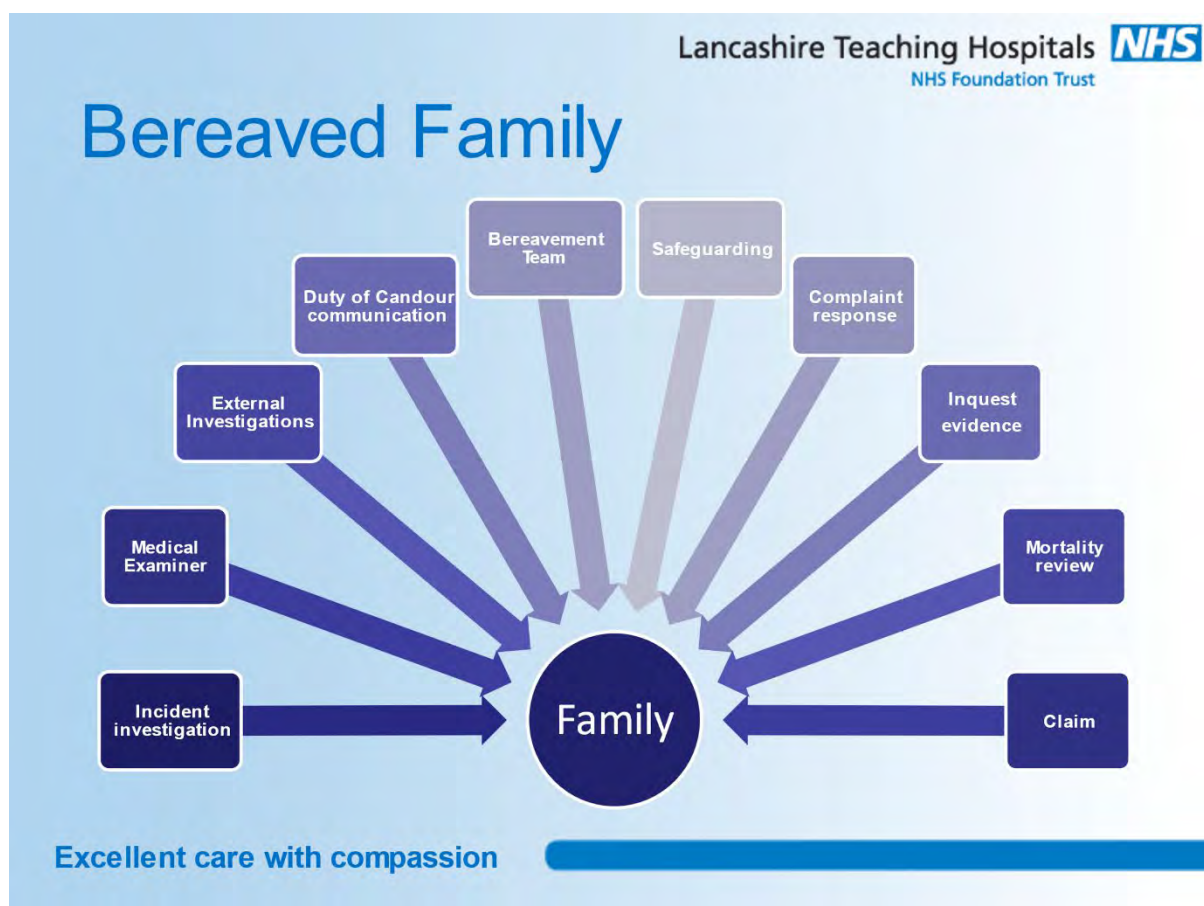 Lancashire Teaching Hospitals NHS
NHS Foundation Trust
Bereaved Family
Bereavement
Team
Safeguarding
Duty of Candour
communication
Complaint
response
External
Investigations
Inquest
evidence
Medical
Examiner
Mortality
review
Incident
investigation
Family
Claim
Excellent care with compassion